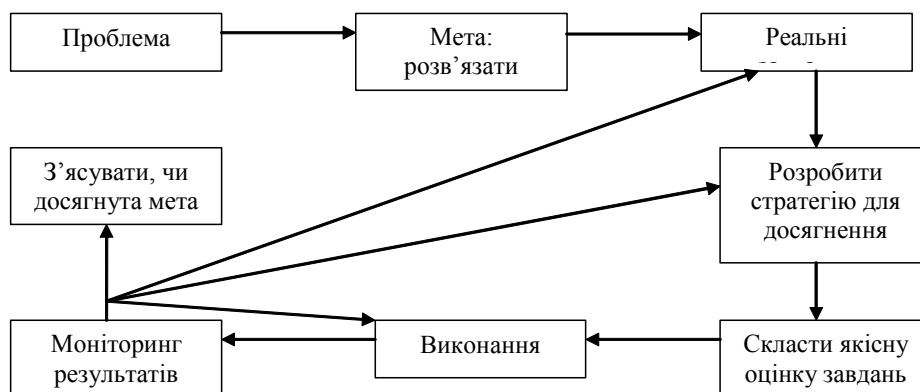 Проблема
Мета:
розв’язати
Реальні
З’ясувати, чи
досягнута мета
Розробити
стратегію для
досягнення
Моніторинг
результатів
Виконання
Скласти якісну
оцінку завдань